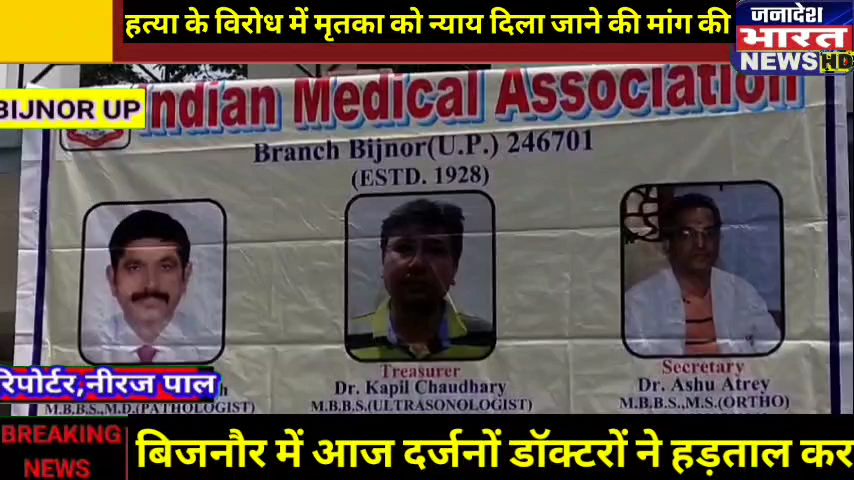 हत्या के विरोध में मृतका को न्याय दिला जाने की मांग की
जनादेश
भारत
NEWS HD
BIJNOR UP
Indian Medical Association
Branch Bijnor(U.P.) 246701
(ESTD. 1928)
Treasurer
Dr. Kapil Chaudhary
M.B.B.S.(ULTRASONOLOGIST)
Secretary
Dr. Ashu Atrey
M.B.B.S.,M.S.(ORTHO)
रिपोर्टर,नीरज पाल
M.B.B.S.,M.D.(PATHOLOGIST)
BREAKING
NEWS
बिजनौर में आज दर्जनों डॉक्टरों ने हड़ताल कर